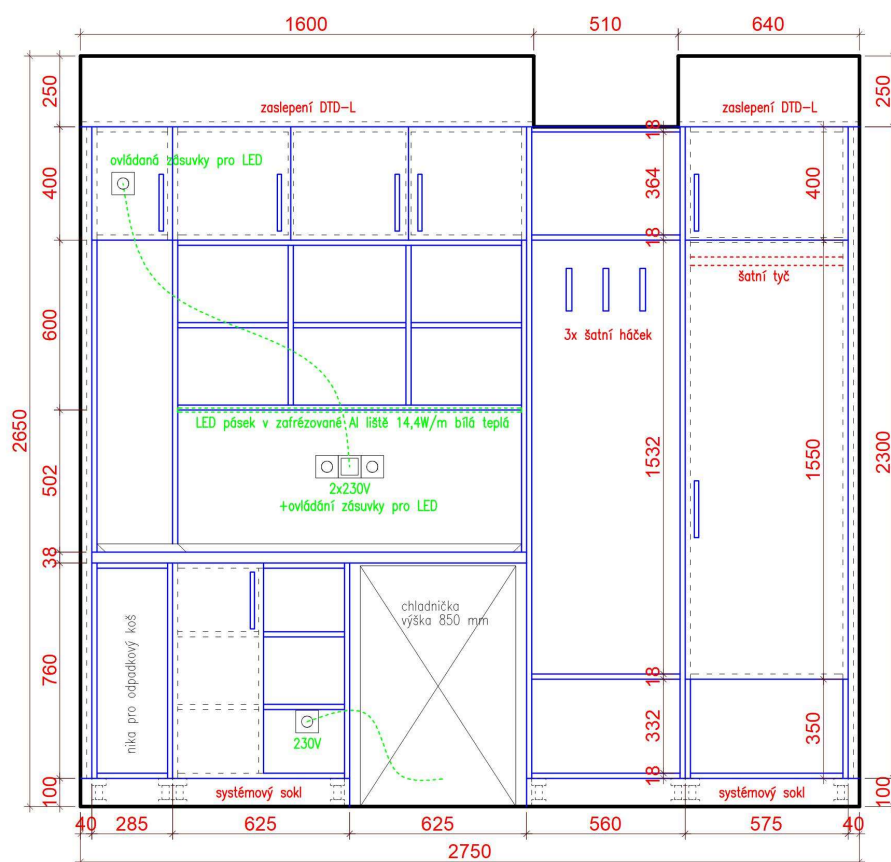 1600
510
640
250
250
zaslepení DTD-L
zaslepení DTD-L
18
ovládaná zásuvky pro LED
400
364
400
18
šatní tyč
600
3x šatní háček
LED pásek v zafrézované Al liště 14,4W/m bílá teplá
2650
2300
1532
1550
502
2x230V
+ovládání zásuvky pro LED
38
chladnička
výška 850 mm
nika pro odpadkový koš
760
18
332
350
230V
18
100
systémový sokl
systémový sokl
100
40
285
625
625
560
575
40
2750